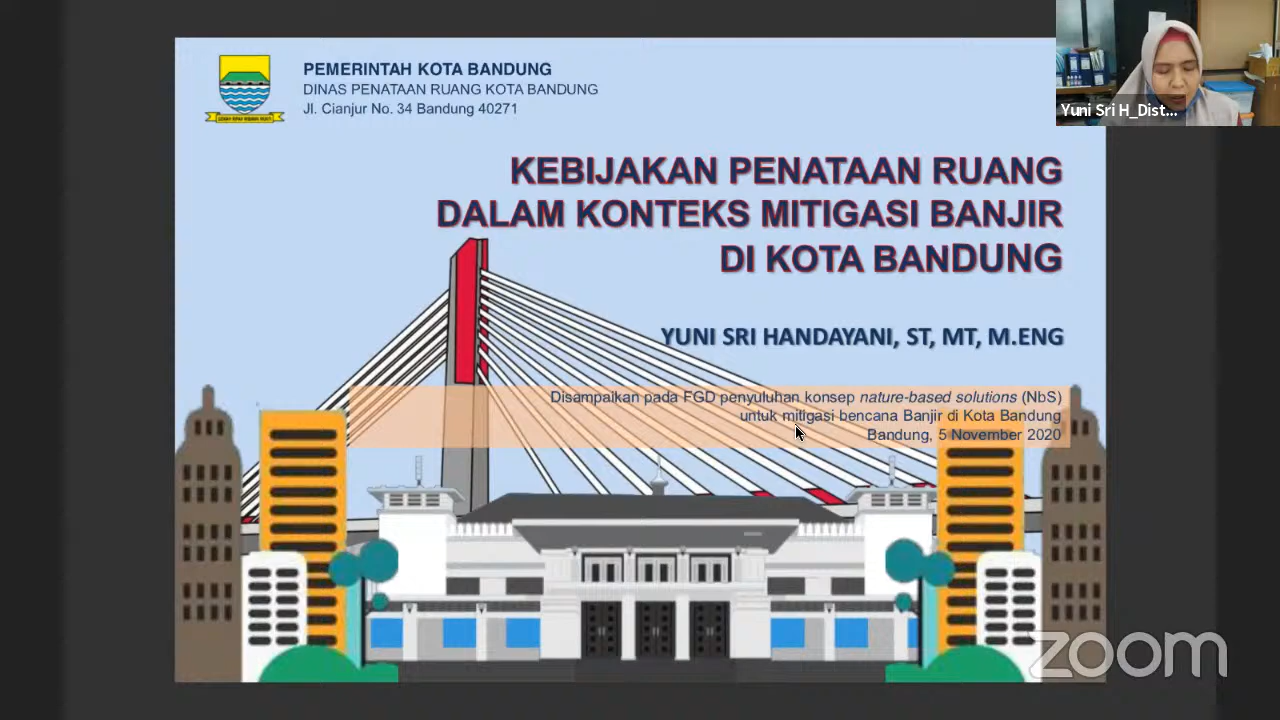 PEMERINTAH KOTA BANDUNG
DINAS PENATAAN RUANG KOTA BANDUNG
Jl. Cianjur No. 34 Bandung 40271
Yuni Sri H_Dist...
KEBIJAKAN PENATAAN RUANG
DALAM KONTEKS MITIGASI BANJIR
DI KOTA BANDUNG
YUNI SRI HANDAYANI, ST, MT, M.ENG
Disampaikan pada FGD penyuluhan konsep nature-based solutions (NbS)
untuk mitigasi bencana Banjir di Kota Bandung
Bandung, 5 November 2020
zoom